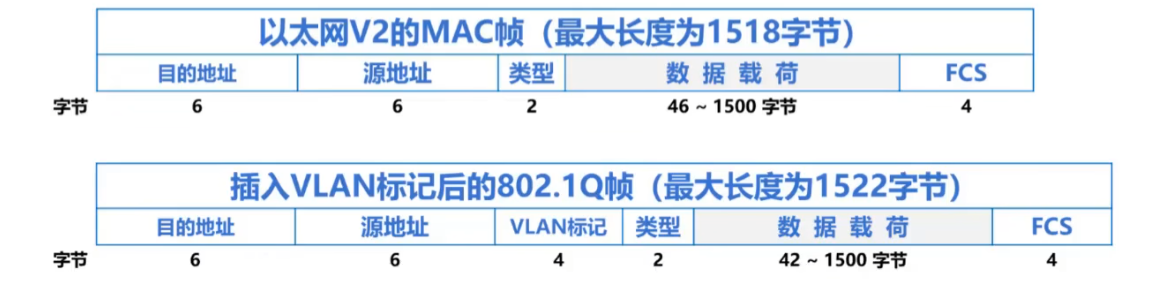 以太网V2的MAC帧（最大长度为1518字节）
目的地址 源地址 类型 数据载荷 FCS
字节 6 6 2 46 ~ 1500 字节 4
插入VLAN标记后的802.1Q帧（最大长度为1522字节）
目的地址 源地址 VLAN标记 类型 数据载荷 FCS
字节 6 6 4 2 42 ~ 1500 字节 4